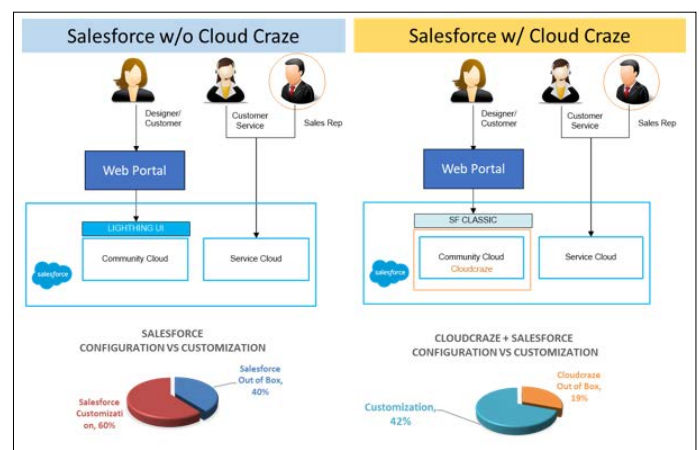 Salesforce w/o Cloud Craze
Designer/
Customer
Customer
Service
Sales Rep
Web Portal
LIGHTHING UI
Community Cloud
Service Cloud
salesforce
SALESFORCE
CONFIGURATION VS CUSTOMIZATION
Salesforce
Out of Box,
40%
Salesforce
Customizati
on, 60%
Salesforce w/ Cloud Craze
Designer/
Customer
Customer
Service
Sales Rep
Web Portal
SF CLASSIC
Community Cloud
Cloudcraze
Service Cloud
salesforce
CLOUDCRAZE + SALESFORCE
CONFIGURATION VS CUSTOMIZATION
Cloudcraze
Out of Box,
19%
Customization,
42%